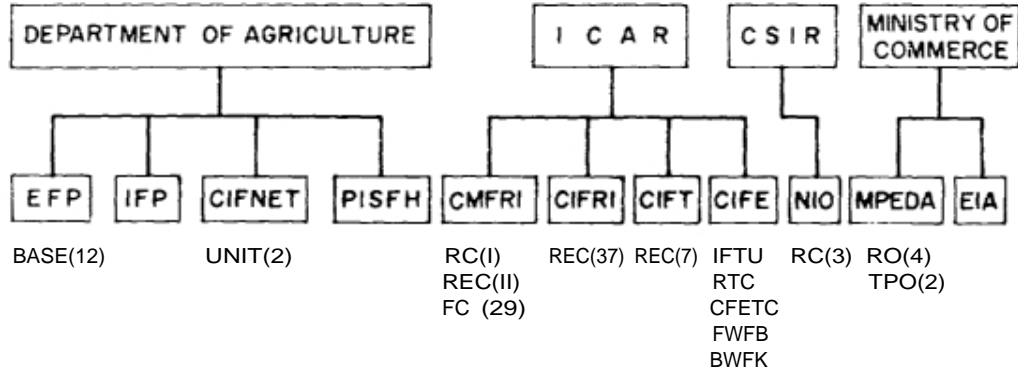 DEPARTMENT OF AGRICULTURE
I C A R
CSIR
MINISTRY OF
COMMERCE
EFP
IFP
CIFNET
PISFH
CMFRI
CIFRI
CIFT
CIFE
NIO
MPEDA
EIA
BASE(12)
UNIT(2)
RC(I)
REC(II)
FC (29)
REC(37)
REC(7)
IFTU
RTC
CFETC
FWFB
BWFK
RC(3)
RO(4)
TPO(2)